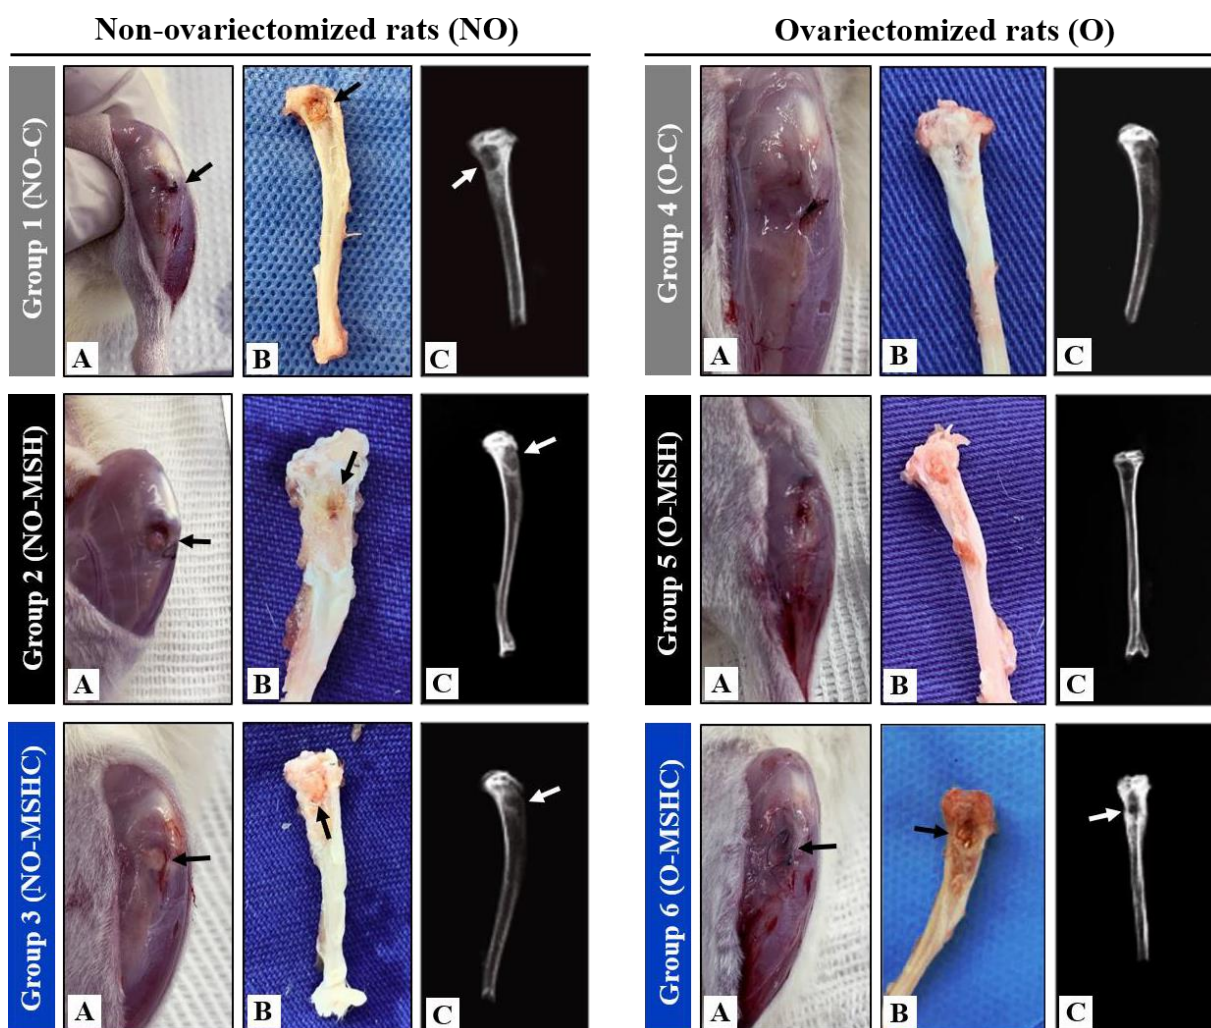 Non-ovariectomized rats (NO)
Ovariectomized rats (O)
Group 1 (NO-C)
A
B
C
Group 4 (O-C)
A
B
C
Group 2 (NO-MSH)
A
B
C
Group 5 (O-MSH)
A
B
C
Group 3 (NO-MSHC)
A
B
C
Group 6 (O-MSHC)
A
B
C